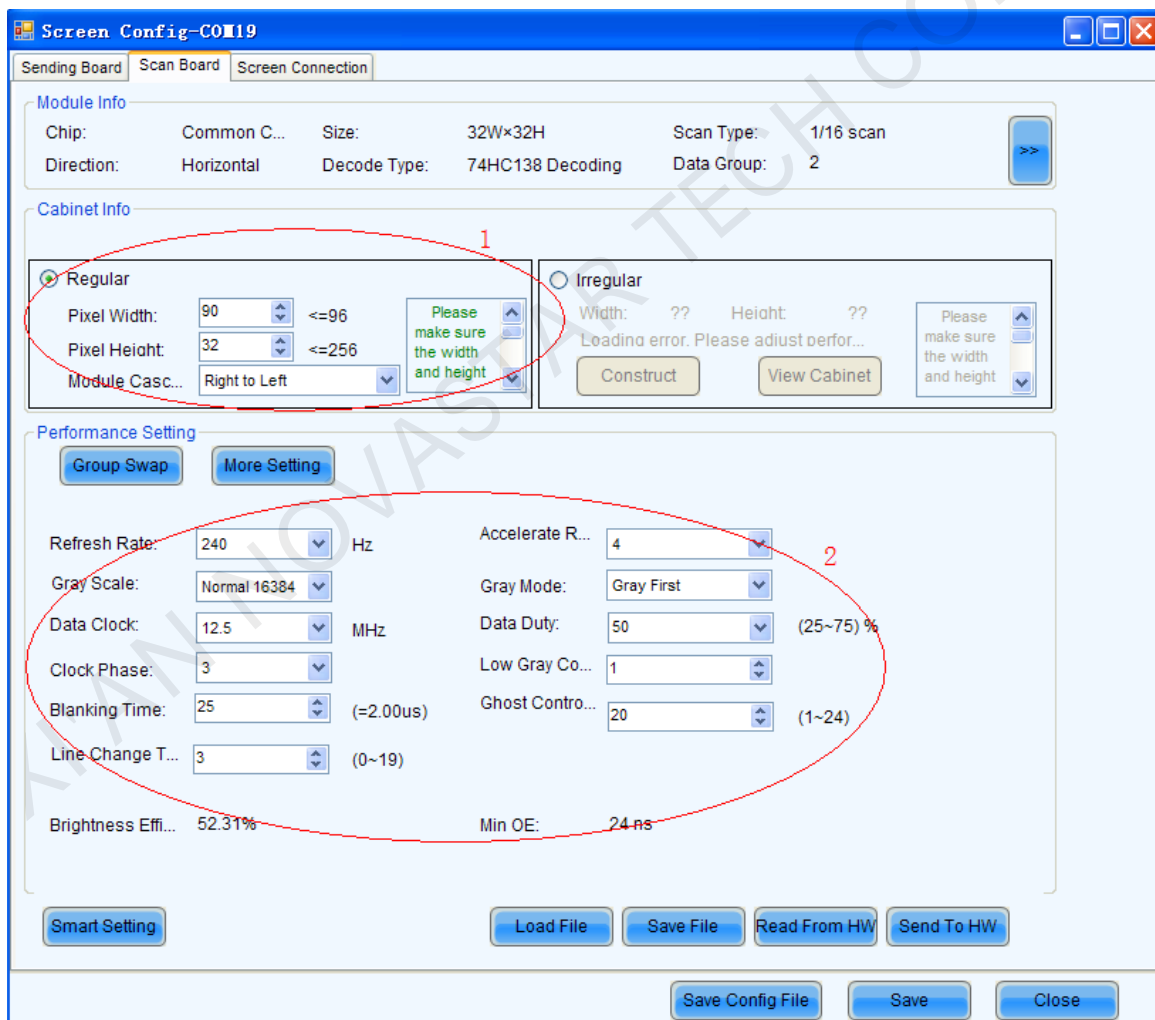 Screen Config-COM19
Sending Board Scan Board Screen Connection
Module Info
Chip: Common C... Size: 32W×32H Scan Type: 1/16 scan
Direction: Horizontal Decode Type: 74HC138 Decoding Data Group: 2
>>
Cabinet Info
1
Regular
Pixel Width: 90 <=96
Pixel Height: 32 <=256
Module Casc... Right to Left
Please
make sure
the width
and height
Irregular
Width: ?? Height: ??
Loading error. Please adjust perfor...
Construct View Cabinet
Please
make sure
the width
and height
Performance Setting
Group Swap More Setting
2
Refresh Rate: 240 Hz Accelerate R... 4
Gray Scale: Normal 16384 Gray Mode: Gray First
Data Clock: 12.5 MHz Data Duty: 50 (25~75) %
Clock Phase: 3 Low Gray Co... 1
Blanking Time: 25 (=2.00us) Ghost Contro... 20 (1~24)
Line Change T... 3 (0~19)
Brightness Effi... 52.31% Min OE: 24 ns
Smart Setting Load File Save File Read From HW Send To HW
Save Config File Save Close
XI'AN NOVASTAR TECH CO